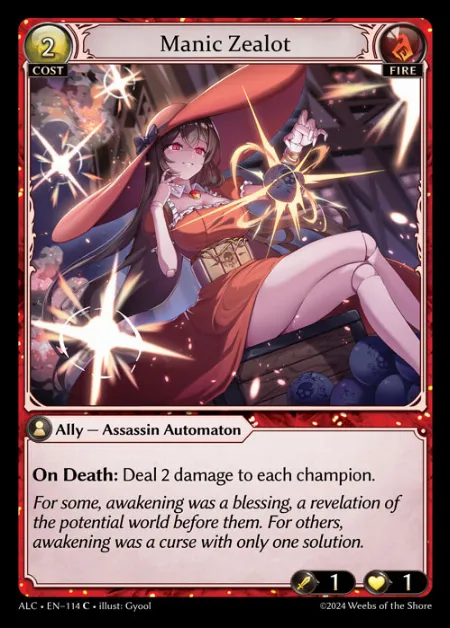 2
Manic Zealot
COST
FIRE
Ally — Assassin Automaton
On Death: Deal 2 damage to each champion.
For some, awakening was a blessing, a revelation of
the potential world before them. For others,
awakening was a curse with only one solution.
1
1
ALC • EN–114 C • illust: Gyool
©2024 Weebs of the Shore